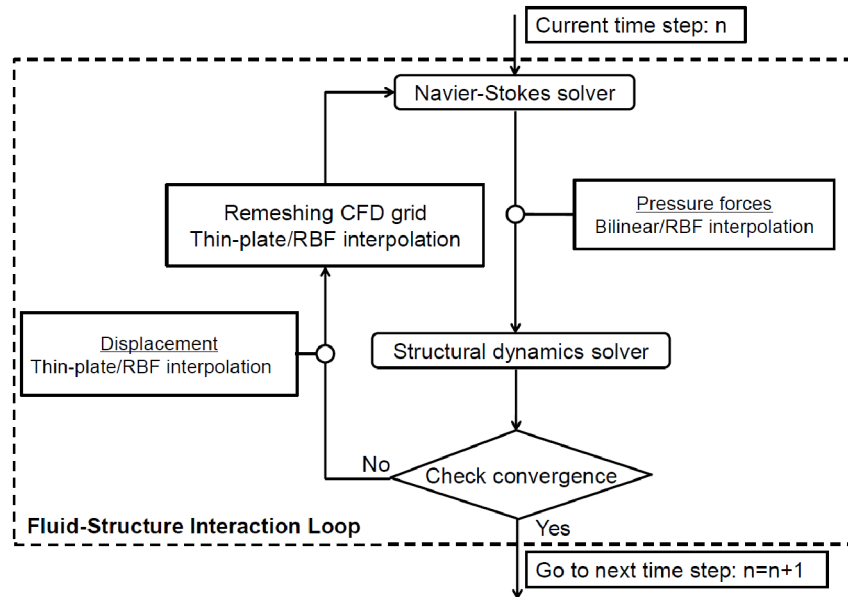 Current time step: n
Navier-Stokes solver
Remeshing CFD grid
Thin-plate/RBF interpolation
Pressure forces
Bilinear/RBF interpolation
Displacement
Thin-plate/RBF interpolation
Structural dynamics solver
No
Check convergence
Fluid-Structure Interaction Loop
Yes
Go to next time step: n=n+1